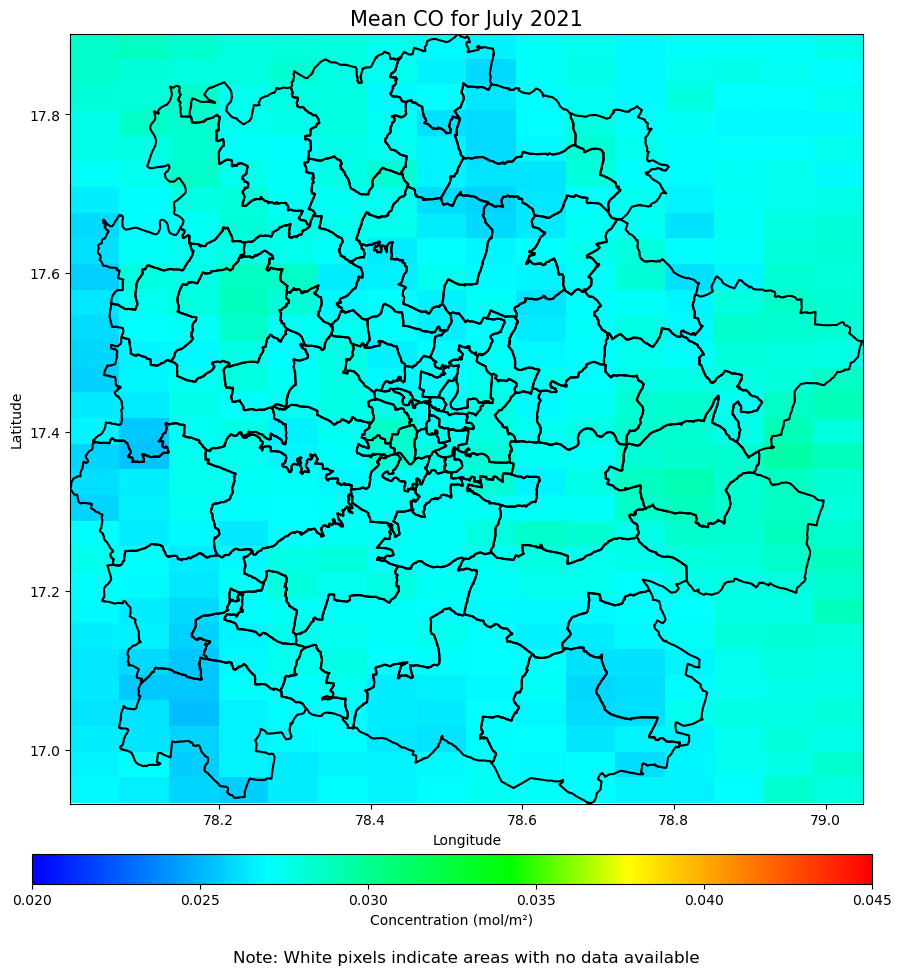 Mean CO for July 2021
17.8
17.6
17.4
17.2
17.0
Latitude
78.2 78.4 78.6 78.8 79.0
Longitude
0.020 0.025 0.030 0.035 0.040 0.045
Concentration (mol/m²)
Note: White pixels indicate areas with no data available